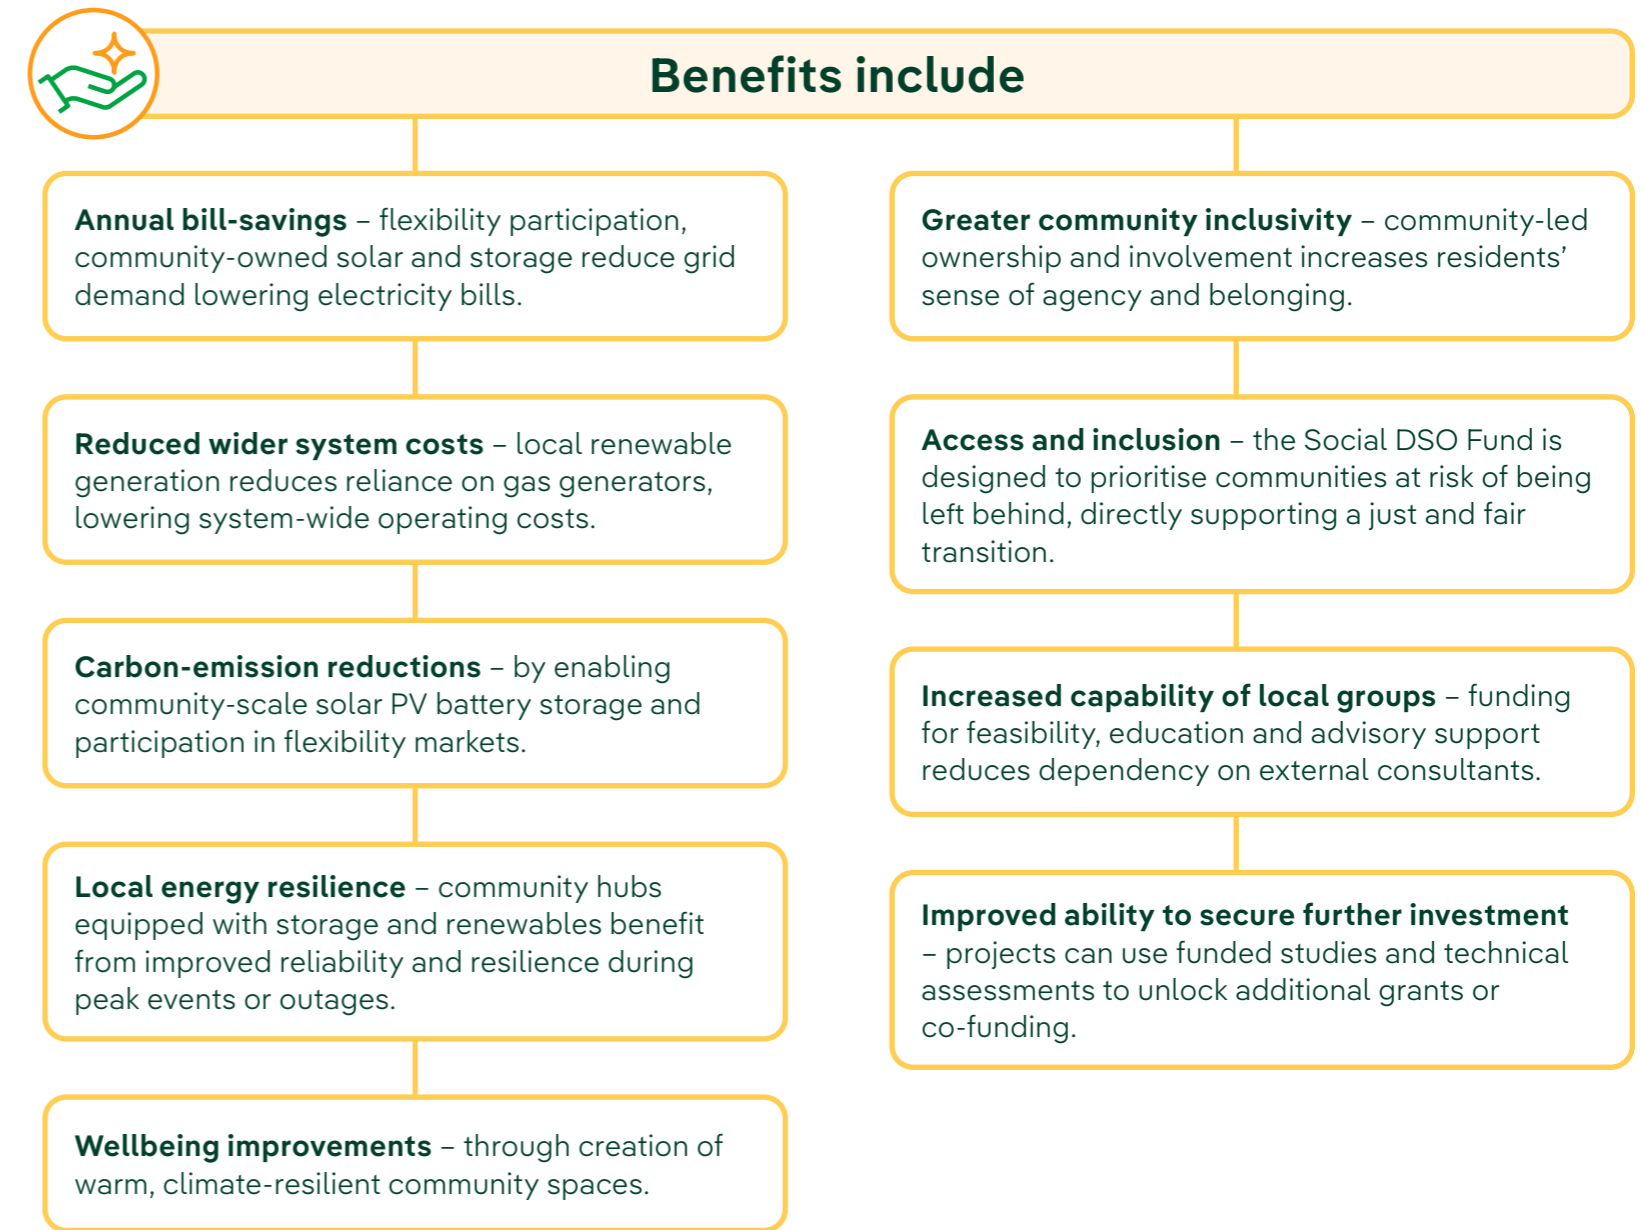 Benefits include
Annual bill-savings – flexibility participation,
community-owned solar and storage reduce grid
demand lowering electricity bills.
Reduced wider system costs – local renewable
generation reduces reliance on gas generators,
lowering system-wide operating costs.
Carbon-emission reductions – by enabling
community-scale solar PV battery storage and
participation in flexibility markets.
Local energy resilience – community hubs
equipped with storage and renewables benefit
from improved reliability and resilience during
peak events or outages.
Wellbeing improvements – through creation of
warm, climate-resilient community spaces.
Greater community inclusivity – community-led
ownership and involvement increases residents’
sense of agency and belonging.
Access and inclusion – the Social DSO Fund is
designed to prioritise communities at risk of being
left behind, directly supporting a just and fair
transition.
Increased capability of local groups – funding
for feasibility, education and advisory support
reduces dependency on external consultants.
Improved ability to secure further investment
– projects can use funded studies and technical
assessments to unlock additional grants or
co-funding.